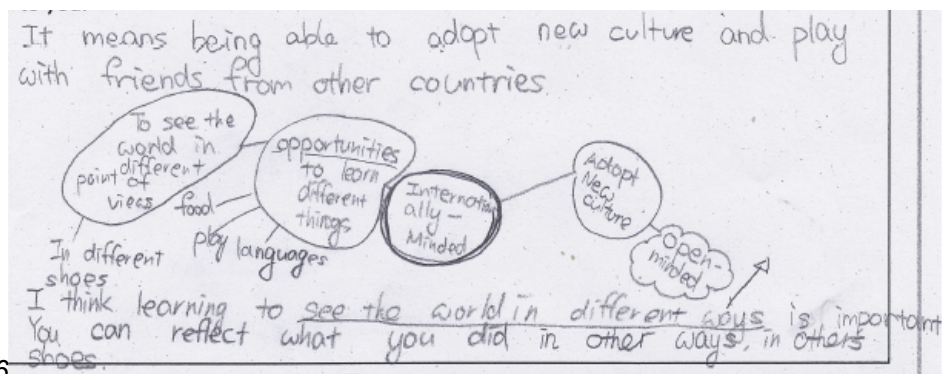 It means being able to adopt new culture and play
with friends from other countries.
To see the
world in
different
point of
views
opportunities
to learn
different
things
food
play
languages
In different
shoes
Internation
ally-
Minded
Adopt
New
culture
Open-
minded
I think learning to see the world in different ways is important
You can reflect what you did in other ways, in others
shoes.
6